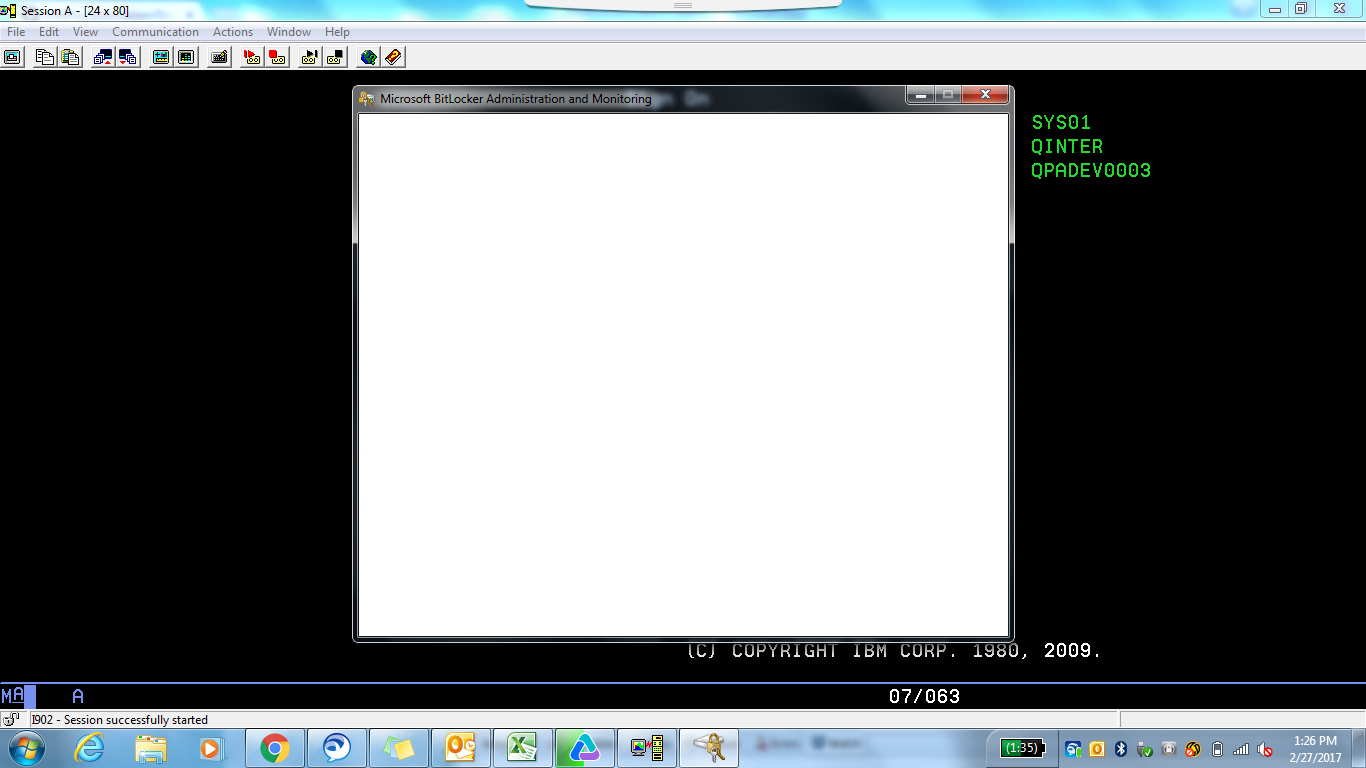 Session A - [24 x 80]
File Edit View Communication Actions Window Help
Microsoft BitLocker Administration and Monitoring
On
SYS01
QINTER
QPADEV0003
(C) COPYRIGHT IBM CORP. 1980, 2009.
MA A 07/063
I902 - Session successfully started
(1:35)
1:26 PM
2/27/2017